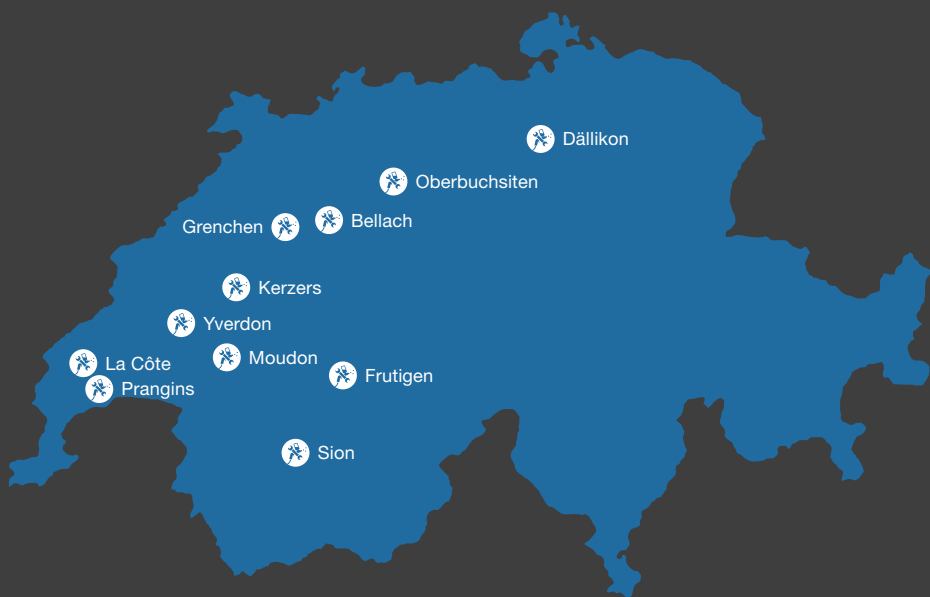 Dällikon
Oberbuchsiten
Grenchen
Bellach
Kerzers
Yverdon
Moudon
La Côte
Frutigen
Prangins
Sion